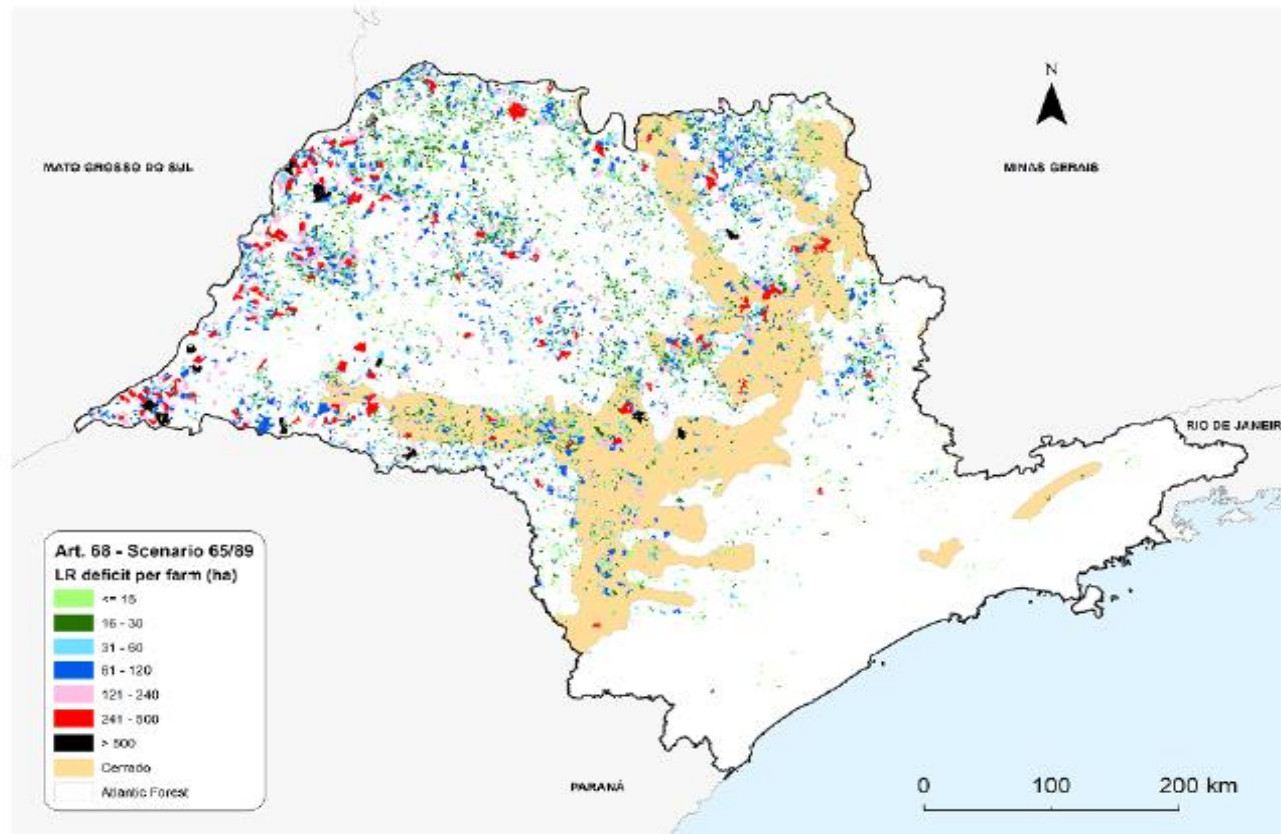 N
MATO GROSSO DO SUL
MINAS GERAIS
RIO DE JANEIR
Art. 68 - Scenario 65/89
LR deficit per farm (ha)
<= 15
16 - 30
31 - 60
61 - 120
121 - 240
241 - 500
> 500
Cerrado
Atlantic Forest
PARANÁ
0 100 200 km